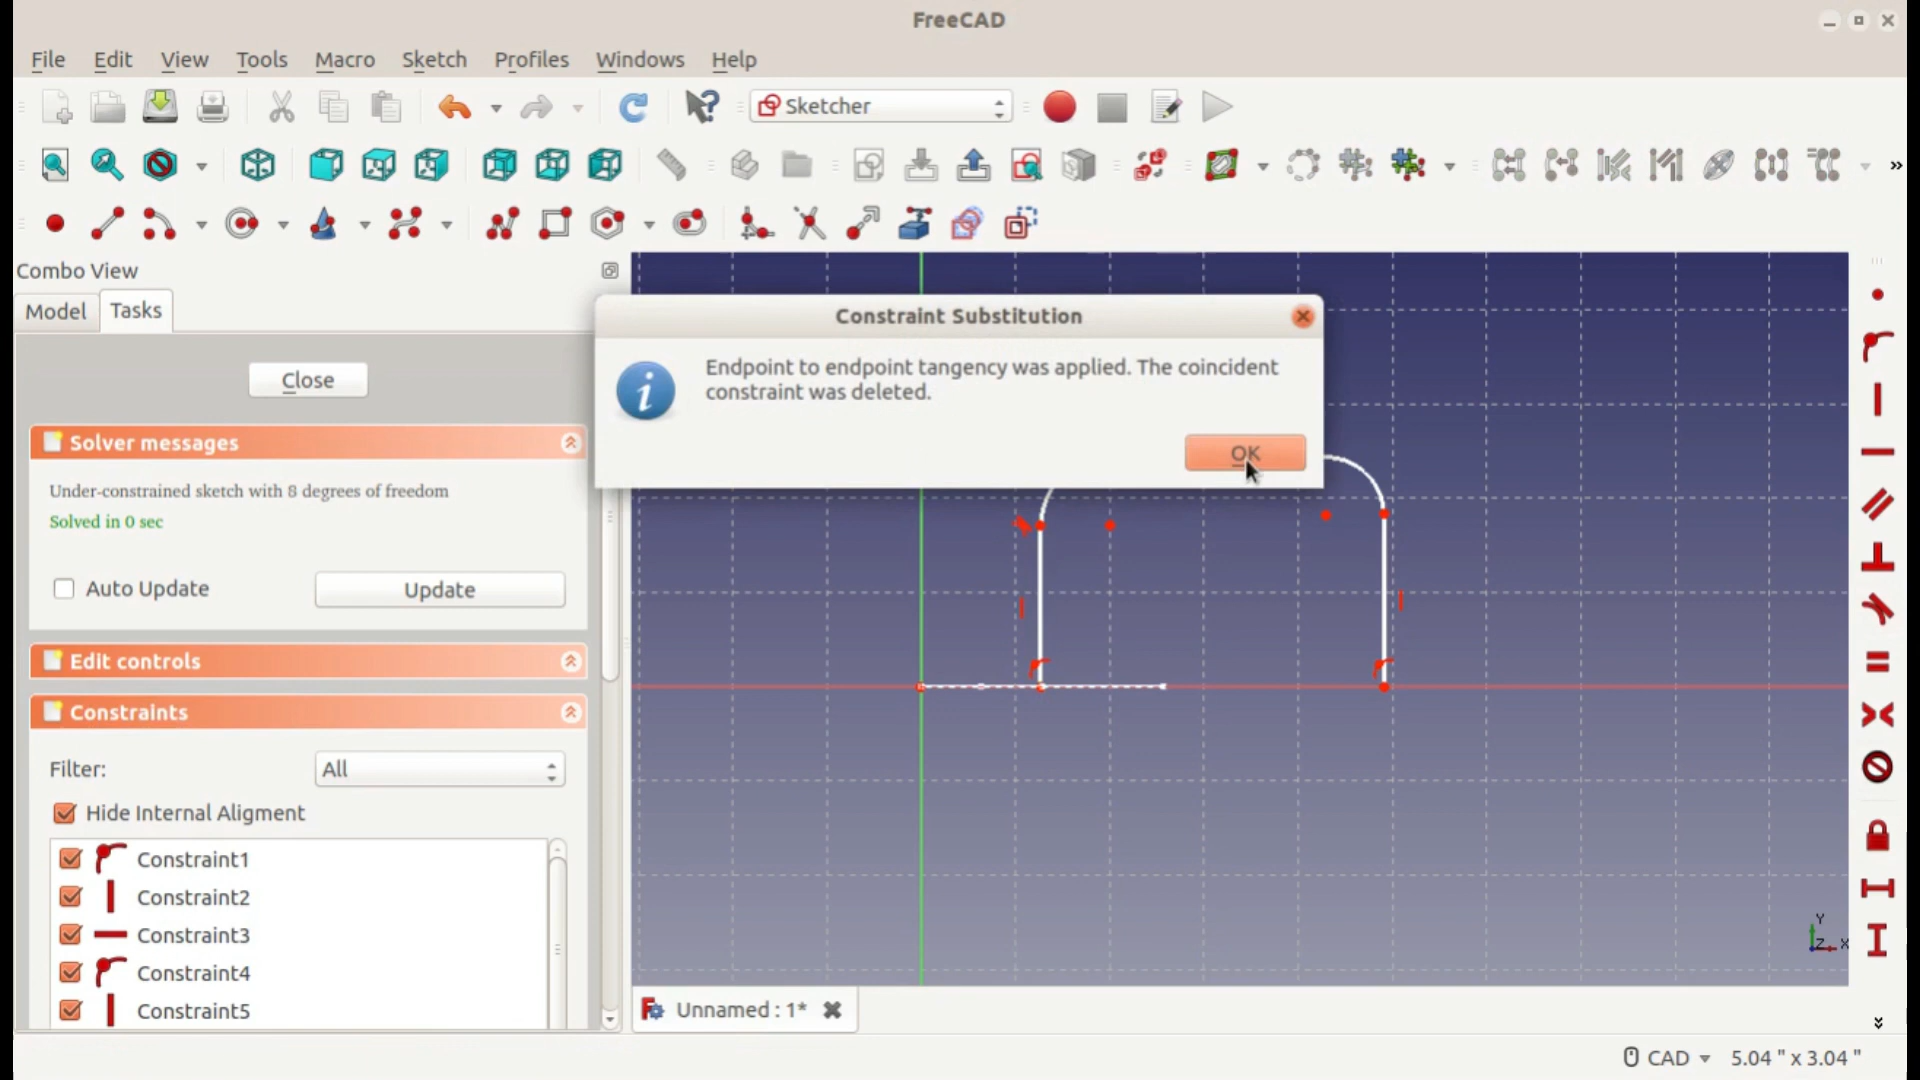 FreeCAD
File Edit View Tools Macro Sketch Profiles Windows Help
Sketcher
Combo View
Model Tasks
Close
Solver messages
Under-constrained sketch with 8 degrees of freedom
Solved in 0 sec
Auto Update Update
Edit controls
Constraints
Filter: All
Hide Internal Aligment
Constraint1
Constraint2
Constraint3
Constraint4
Constraint5
Constraint Substitution
Endpoint to endpoint tangency was applied. The coincident
constraint was deleted.
OK
Y
Z X
Unnamed : 1*
CAD 5.04 " x 3.04 "